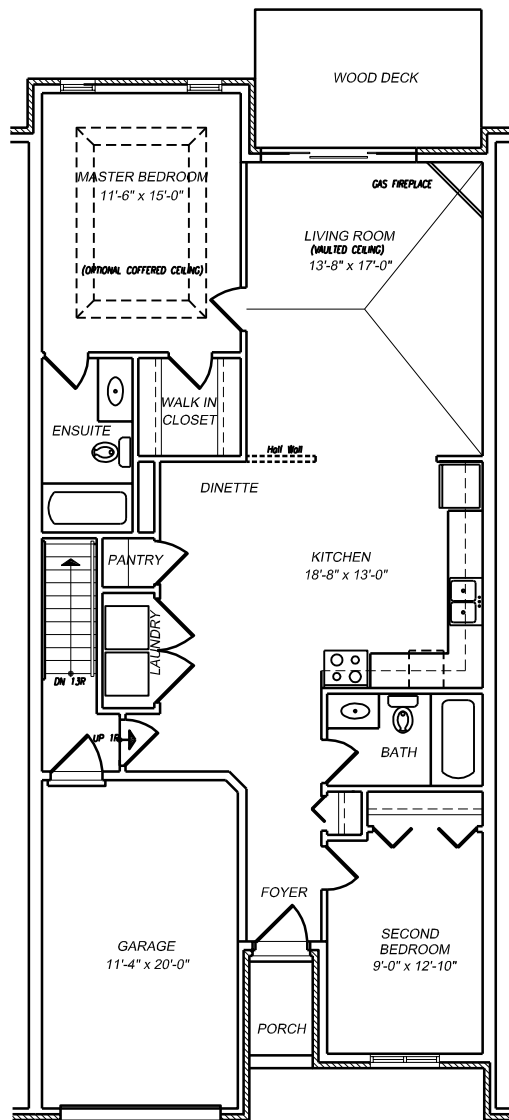 WOOD DECK
MASTER BEDROOM
11'-6" x 15'-0"
(OPTIONAL COFFERED CEILING)
GAS FIREPLACE
LIVING ROOM
(VAULTED CEILING)
13'-8" x 17'-0"
WALK IN
CLOSET
ENSUITE
Half Wall
DINETTE
PANTRY
KITCHEN
18'-8" x 13'-0"
LAUNDRY
DN 13R
UP 1R
BATH
FOYER
GARAGE
11'-4" x 20'-0"
SECOND
BEDROOM
9'-0" x 12'-10"
PORCH